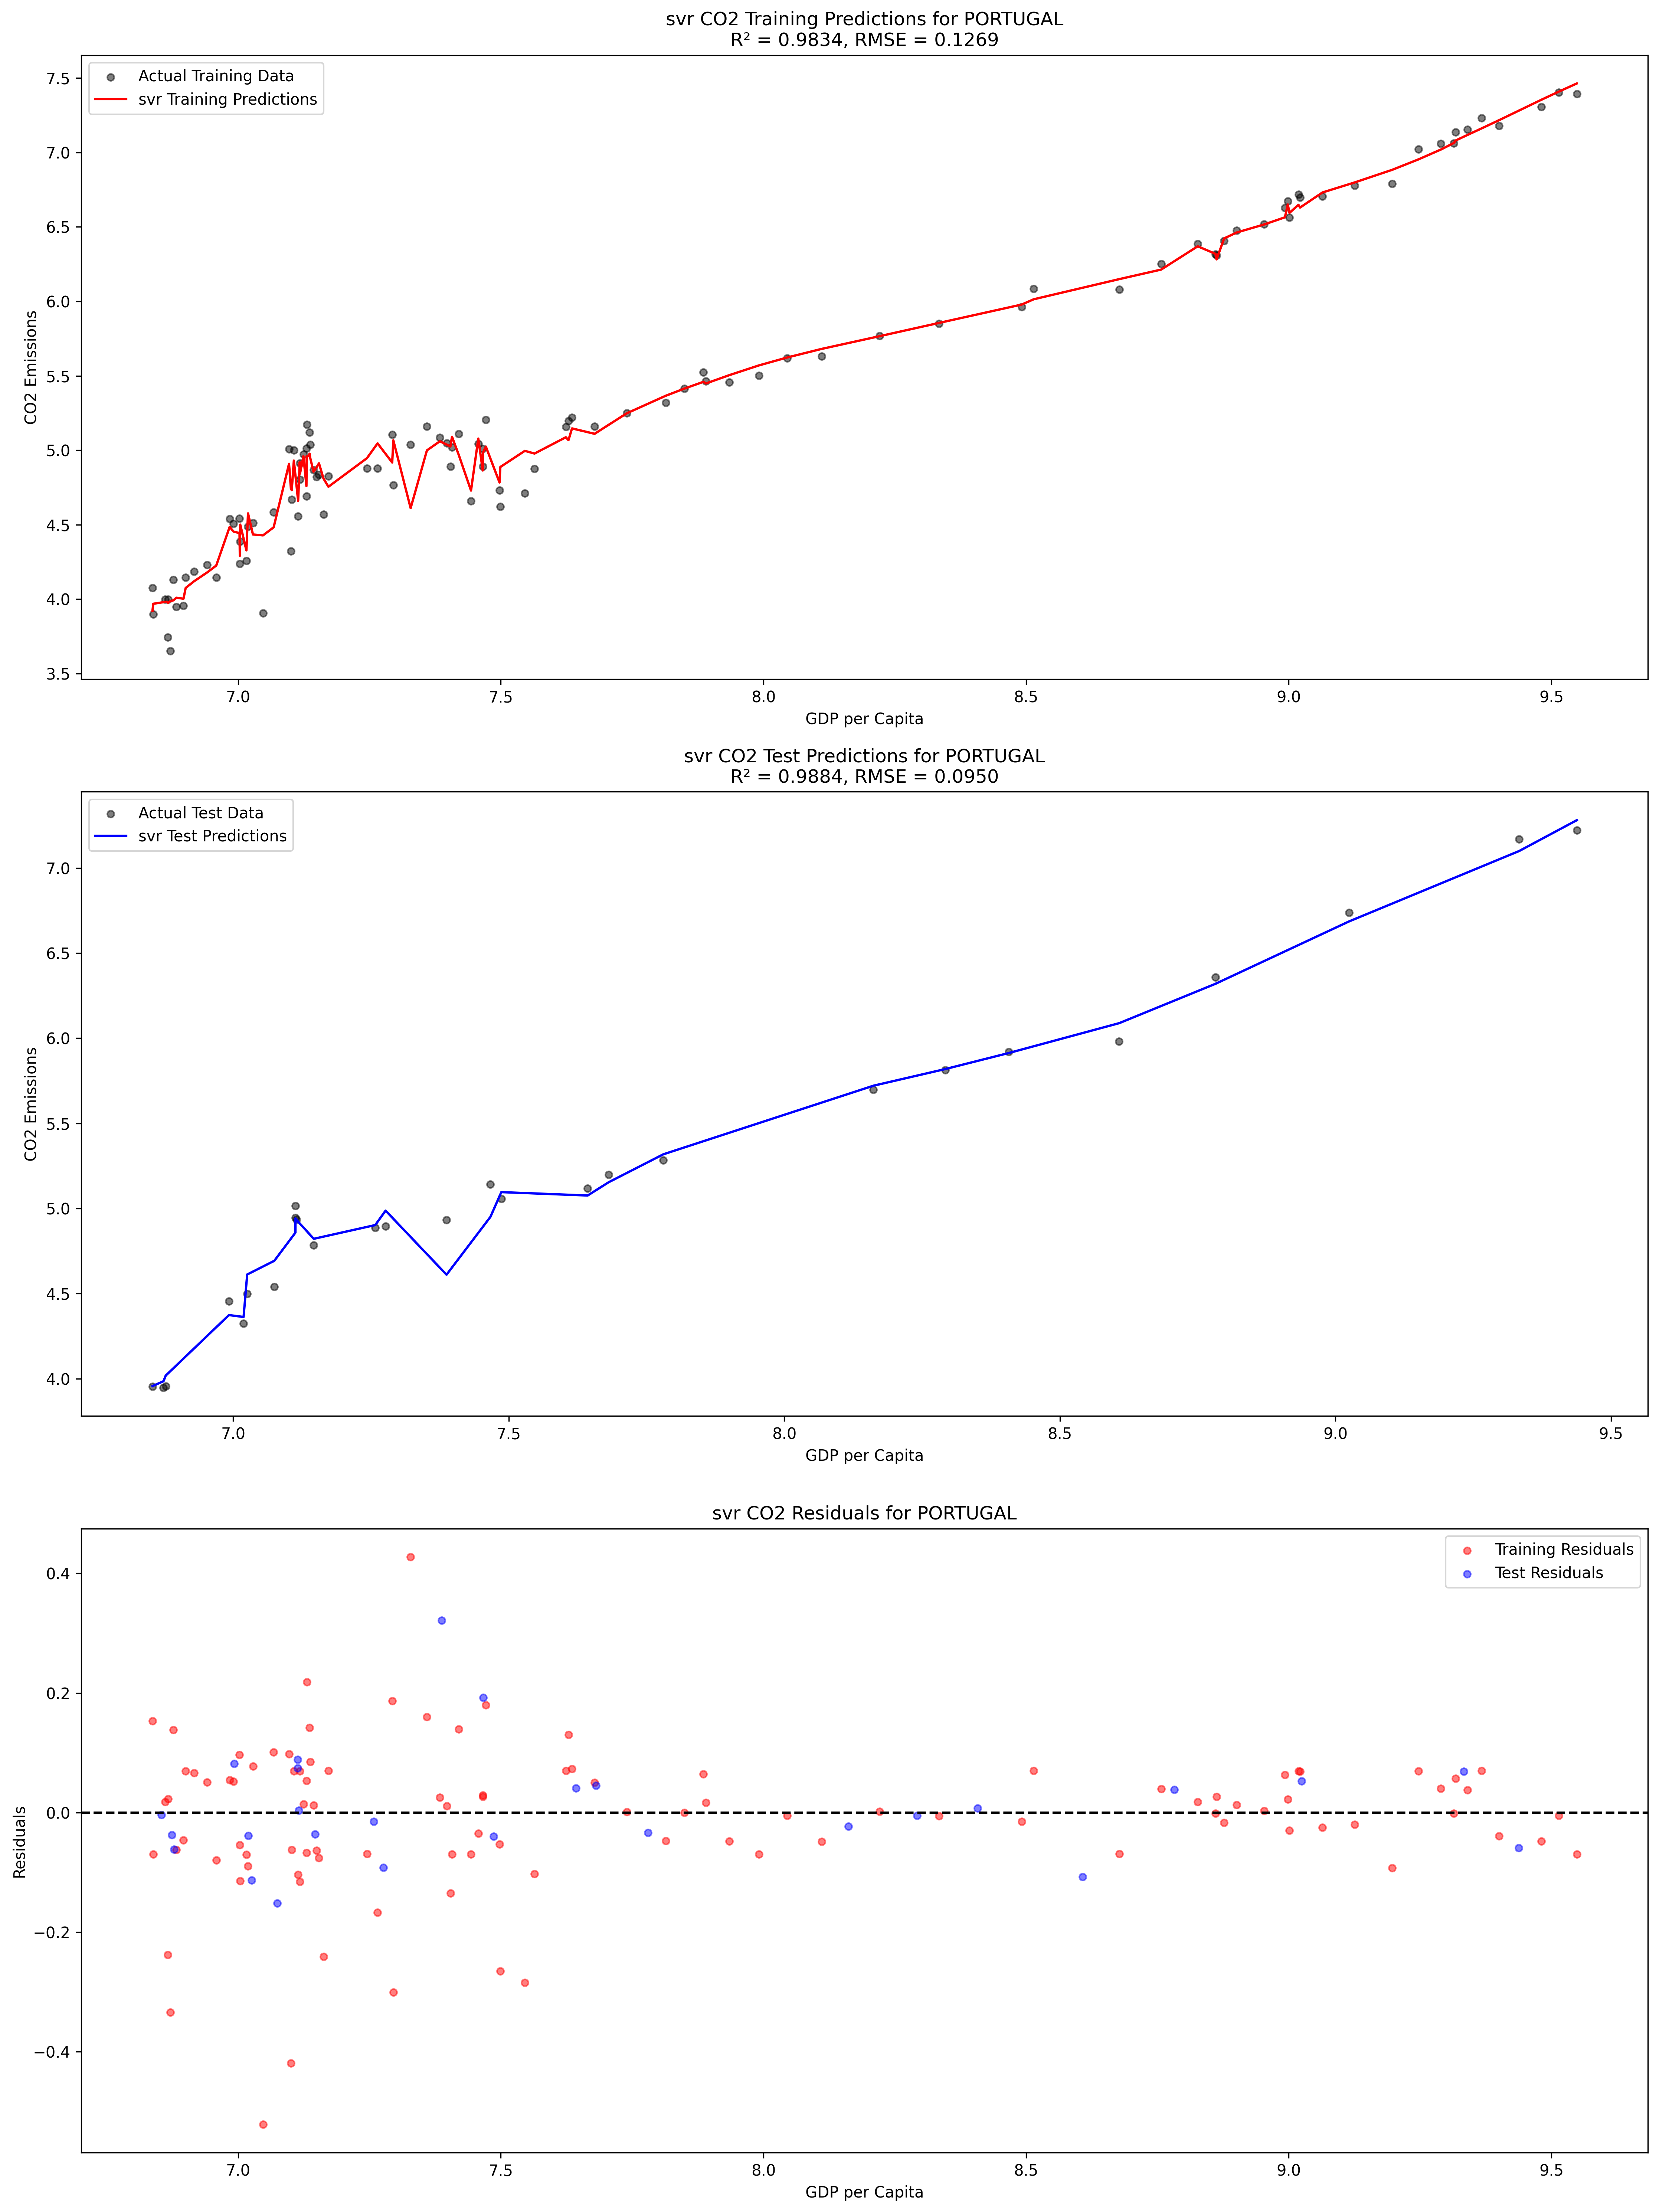 svr CO2 Training Predictions for PORTUGAL
R² = 0.9834, RMSE = 0.1269
Actual Training Data
svr Training Predictions
7.5
7.0
6.5
6.0
5.5
5.0
4.5
4.0
3.5
CO2 Emissions
7.0 7.5 8.0 8.5 9.0 9.5
GDP per Capita
svr CO2 Test Predictions for PORTUGAL
R² = 0.9884, RMSE = 0.0950
Actual Test Data
svr Test Predictions
7.0
6.5
6.0
5.5
5.0
4.5
4.0
CO2 Emissions
7.0 7.5 8.0 8.5 9.0 9.5
GDP per Capita
svr CO2 Residuals for PORTUGAL
Training Residuals
Test Residuals
0.4
0.2
0.0
−0.2
−0.4
Residuals
7.0 7.5 8.0 8.5 9.0 9.5
GDP per Capita